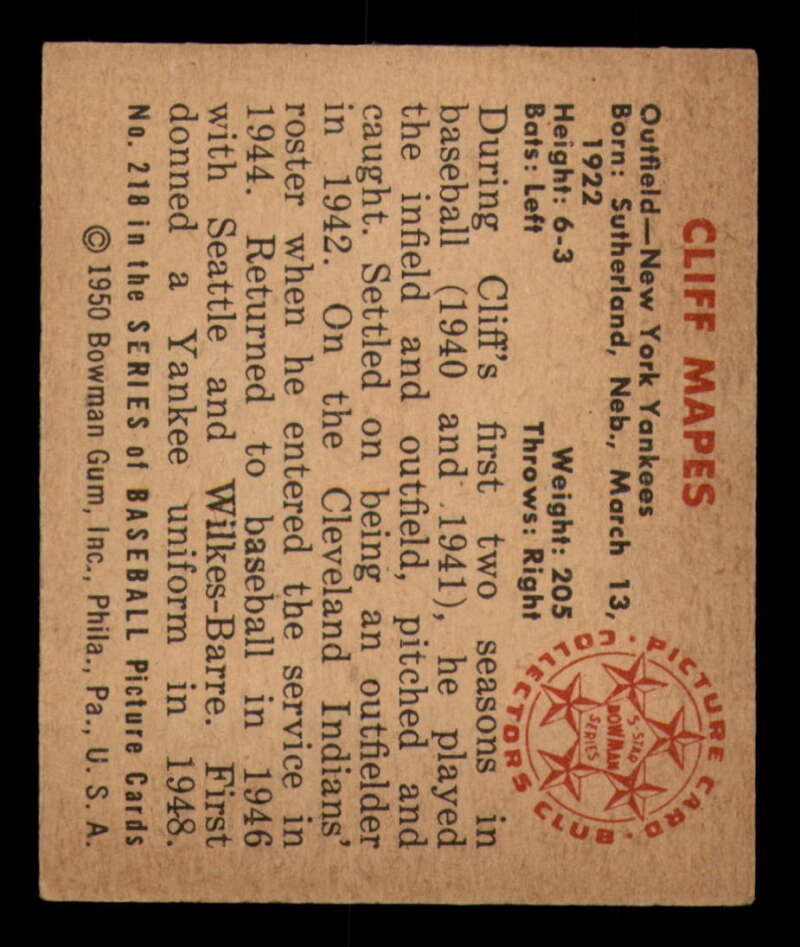 CLIFF MAPES
Outfield—New York Yankees
Born: Sutherland, Neb., March 13,
1922
Height: 6-3 Weight: 205
Bats: Left Throws: Right
PICTURE CARD · COLLECTORS CLUB ·
5-STAR
BOWMAN
SERIES
During Cliff's first two seasons in
baseball (1940 and 1941), he played
the infield and outfield, pitched and
caught. Settled on being an outfielder
in 1942. On the Cleveland Indians'
roster when he entered the service in
1944. Returned to baseball in 1946
with Seattle and Wilkes-Barre. First
donned a Yankee uniform in 1948.
No. 218 in the SERIES of BASEBALL Picture Cards
© 1950 Bowman Gum, Inc., Phila., Pa., U. S. A.